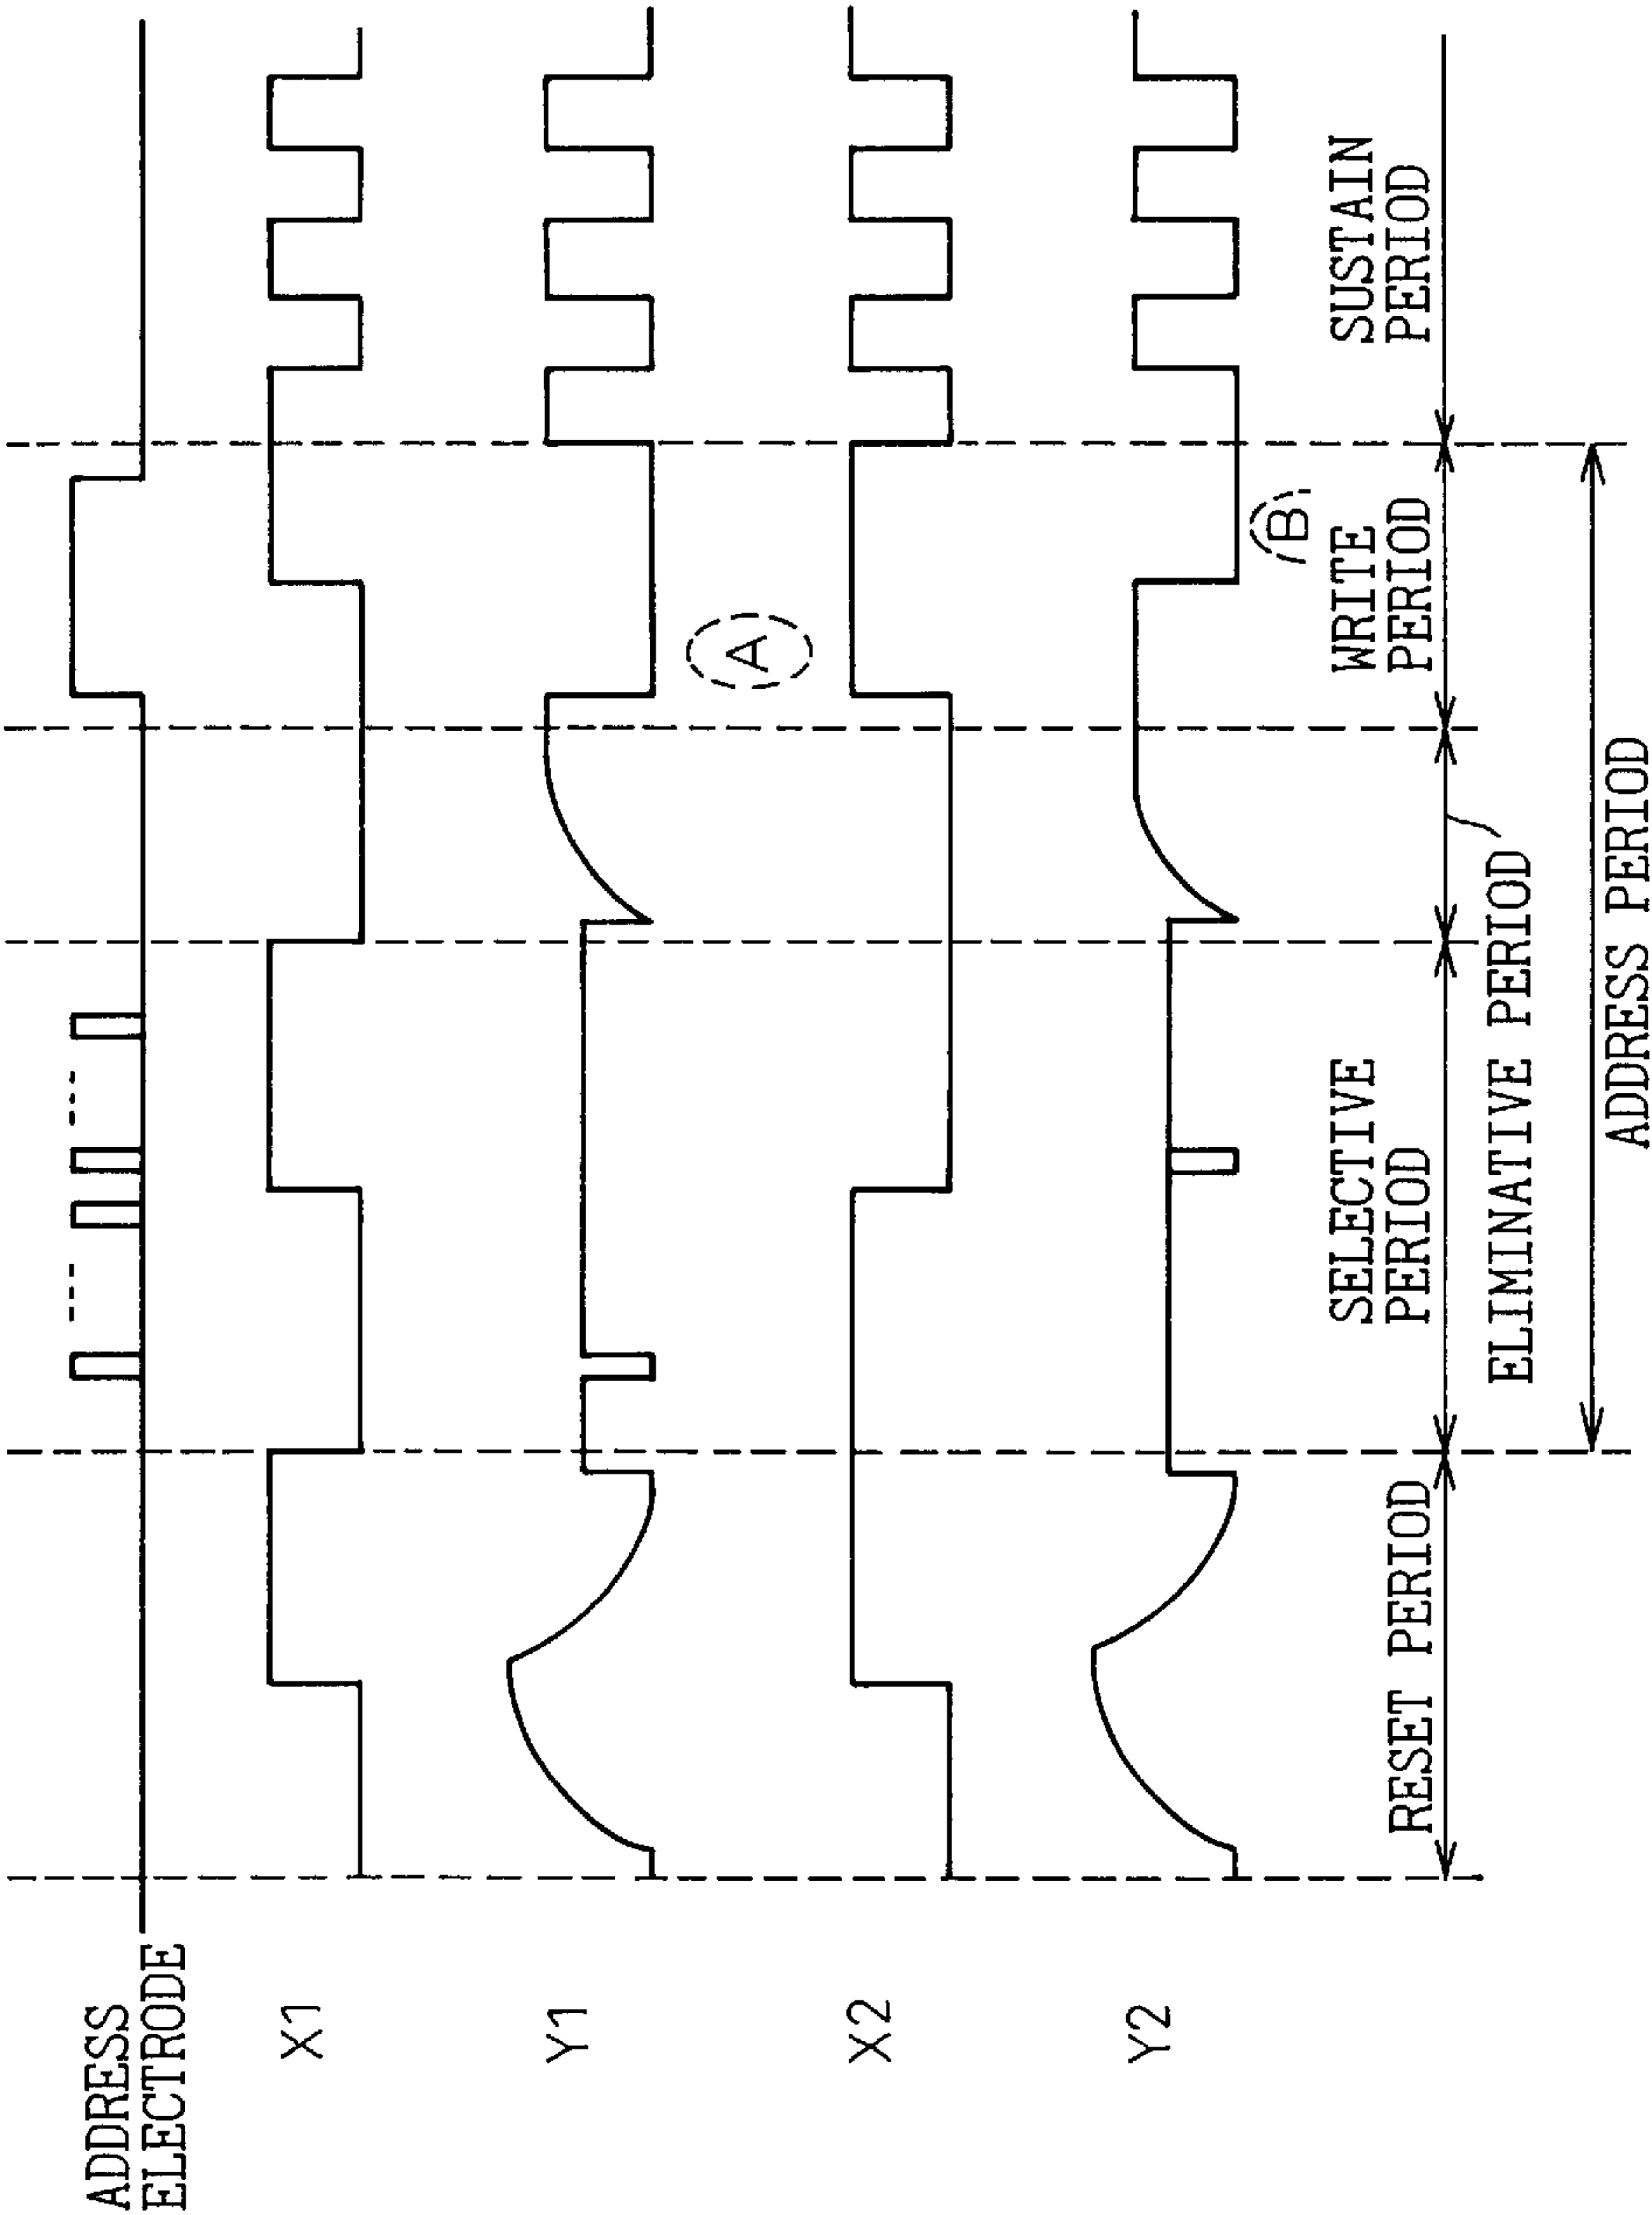 ADDRESS
ELECTRODE
X1
Y1
X2
Y2
A
B
RESET PERIOD
SELECTIVE
PERIOD
WRITE
PERIOD
SUSTAIN
PERIOD
ELIMINATIVE PERIOD
ADDRESS PERIOD